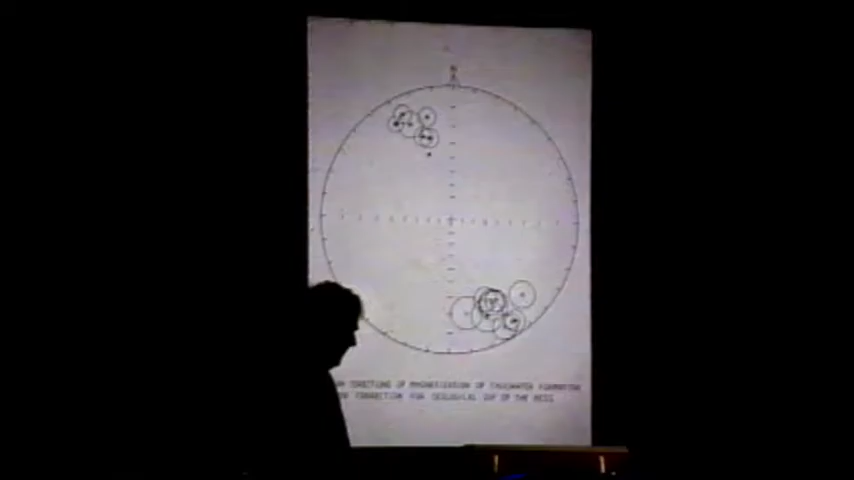 N
DIRECTIONS OF MAGNETIZATION OF FORMATION
CORRECTION FOR GEOLOGICAL DIP OF THE BEDS